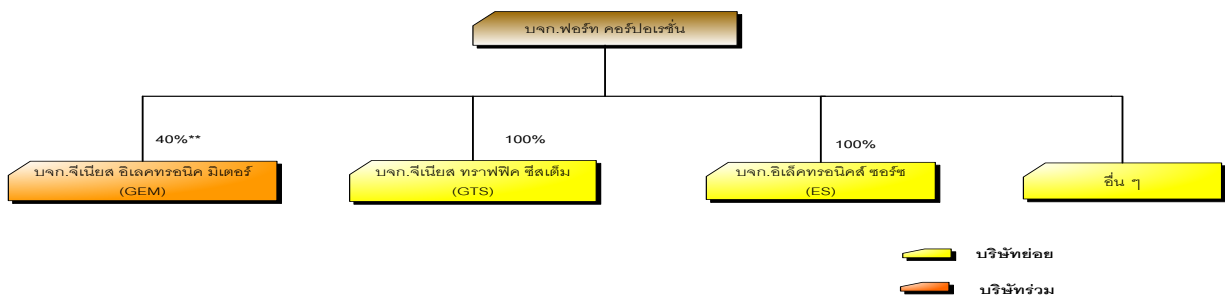 บจก.ฟอร์ท คอร์ปอเรชั่น
40%**
100%
100%
บจก.จีเนียส อิเลคทรอนิค มิเตอร์
(GEM)
บจก.จีเนียส ทราฟฟิค ซีสเต็ม
(GTS)
บจก.อิเล็คทรอนิคส์ ซอร์ซ
(ES)
อื่น ๆ
บริษัทย่อย
บริษัทร่วม